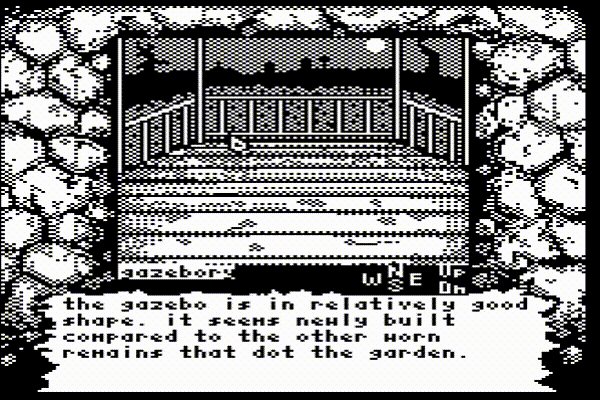 gazebo
N
W E
S
Up
Dn
the gazebo is in relatively good
shape. it seems newly built
compared to the other worn
remains that dot the garden.